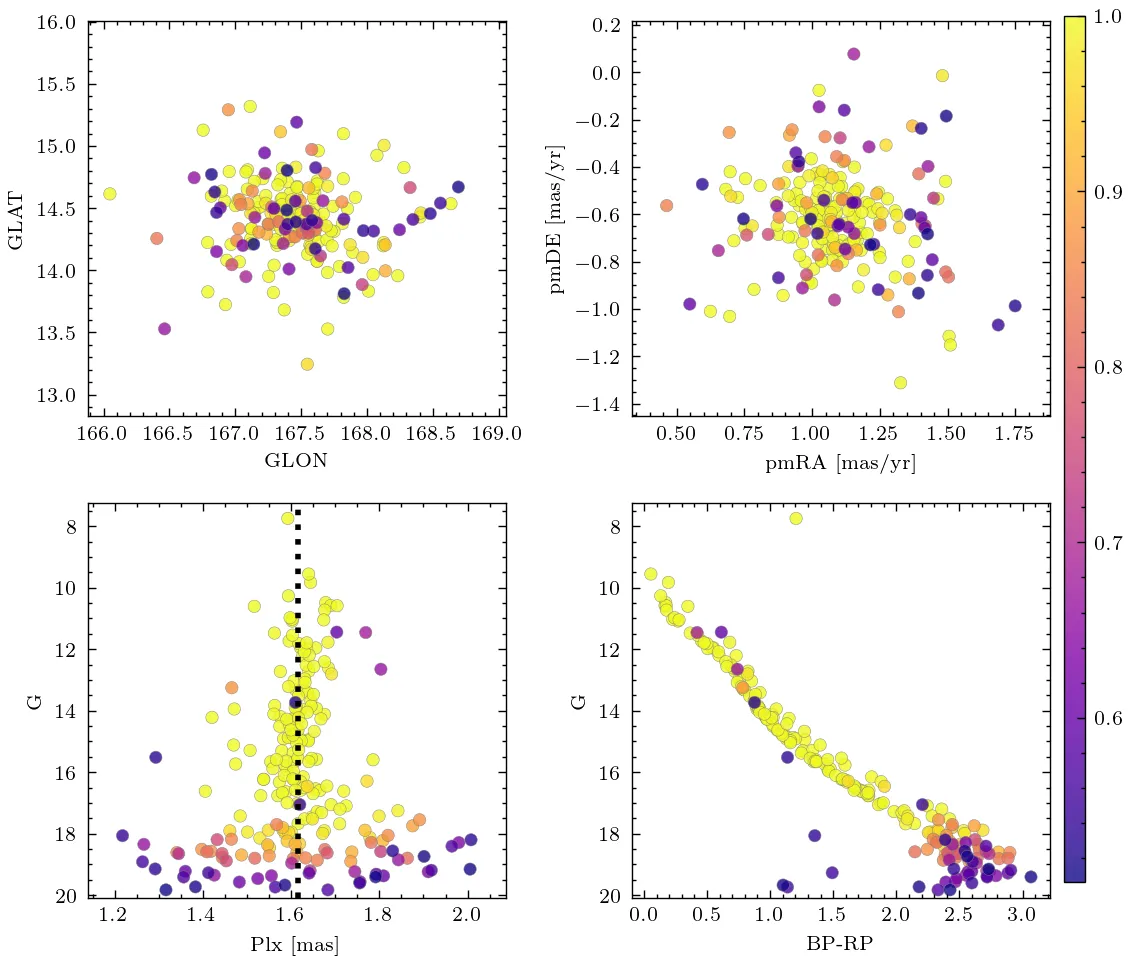 16.0
15.5
15.0
14.5
14.0
13.5
13.0
GLAT
166.0 166.5 167.0 167.5 168.0 168.5 169.0
GLON
0.2
0.0
−0.2
−0.4
−0.6
−0.8
−1.0
−1.2
−1.4
pmDE [mas/yr]
0.50 0.75 1.00 1.25 1.50 1.75
pmRA [mas/yr]
8
10
12
14
16
18
20
G
1.2 1.4 1.6 1.8 2.0
Plx [mas]
8
10
12
14
16
18
20
G
0.0 0.5 1.0 1.5 2.0 2.5 3.0
BP-RP
1.0
0.9
0.8
0.7
0.6